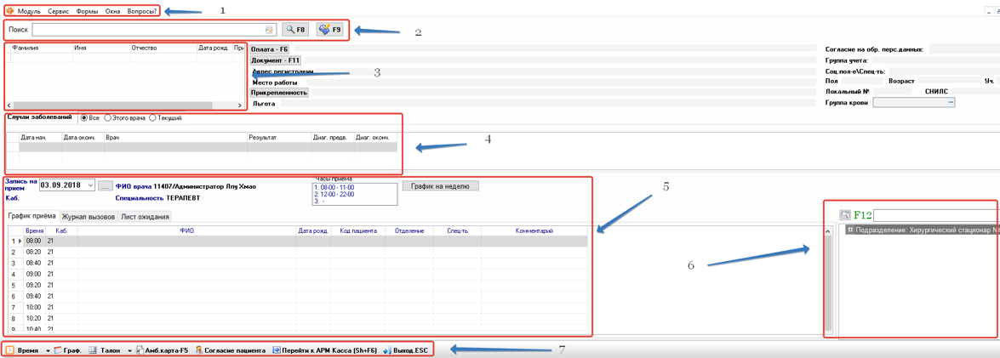 Модуль Сервис Формы Окна Вопросы? 1
Поиск F8 F9 2
Фамилия Имя Отчество Дата рожд. При
3
Оплата - F6
Документ - F11
Адрес регистрации
Место работы
Прикрепленность
Льгота
Согласие на обр. перс.данных:
Группа учета:
Соц.пол-е\Спец-ть:
Пол Возраст Уч.
Локальный № СНИЛС
Группа крови
Случаи заболеваний Все Этого врача Текущий
Дата нач. Дата оконч. Врач Результат Диаг. предв. Диаг. оконч.
4
Запись на прием 03.09.2018 ... ФИО врача 11407/Администратор Лпу Хмао
Каб. Специальность ТЕРАПЕВТ
Часы приема
1: 08:00 - 11:00
2: 12:00 - 22:00
3: -
График на неделю
5
График приёма Журнал вызовов Лист ожидания
Время Каб. ФИО Дата рожд. Код пациента Отделение Спец-ть Комментарий
1 08:00 21
2 08:20 21
3 08:40 21
4 09:00 21
5 09:20 21
6 09:40 21
7 10:00 21
8 10:20 21
9 10:40 21
F12
Подразделение: Хирургический стационар №
6
Время Граф. Талон Амб.карта-F5 Согласие пациента Перейти к АРМ Касса (Sh+F6) Выход.ESC 7